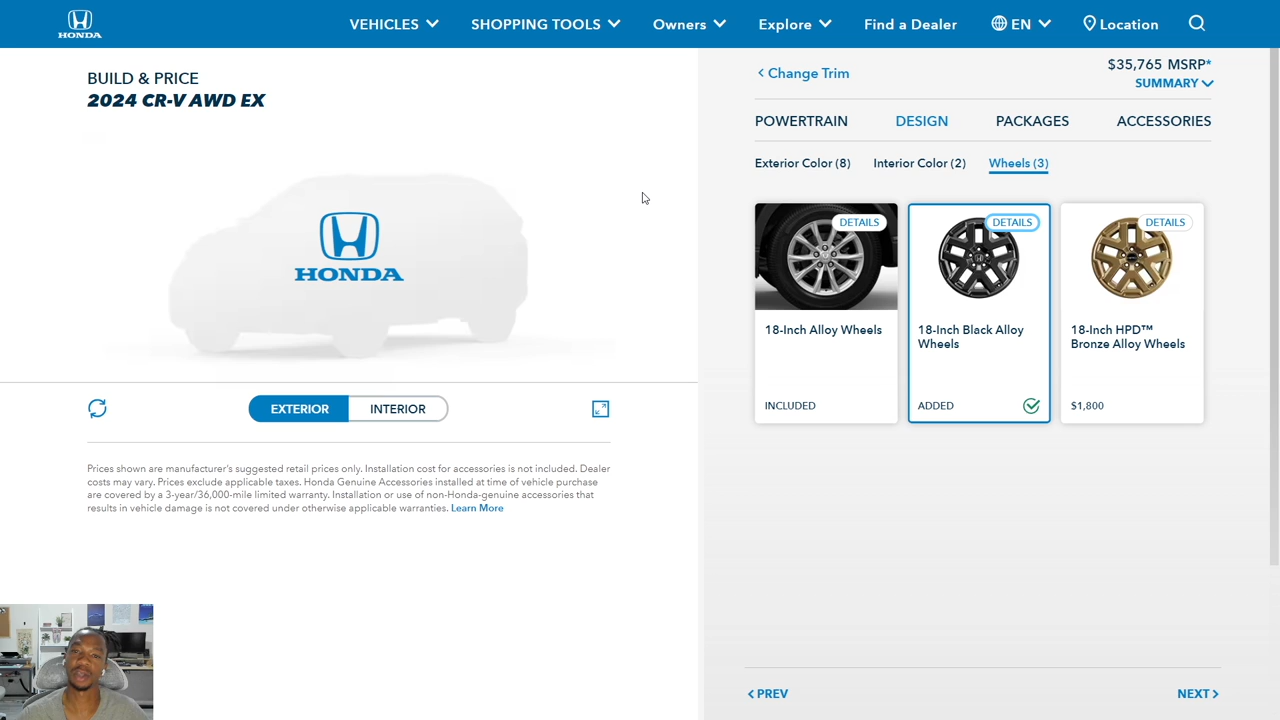 HONDA
VEHICLES
SHOPPING TOOLS
Owners
Explore
Find a Dealer
EN
Location
BUILD & PRICE
2024 CR-V AWD EX
HONDA
EXTERIOR
INTERIOR
Prices shown are manufacturer's suggested retail prices only. Installation cost for accessories is not included. Dealer
costs may vary. Prices exclude applicable taxes. Honda Genuine Accessories installed at time of vehicle purchase
are covered by a 3-year/36,000-mile limited warranty. Installation or use of non-Honda-genuine accessories that
results in vehicle damage is not covered under otherwise applicable warranties. Learn More
Change Trim
$35,765 MSRP*
SUMMARY
POWERTRAIN
DESIGN
PACKAGES
ACCESSORIES
Exterior Color (8)
Interior Color (2)
Wheels (3)
DETAILS
18-Inch Alloy Wheels
INCLUDED
DETAILS
18-Inch Black Alloy
Wheels
ADDED
DETAILS
18-Inch HPD™
Bronze Alloy Wheels
$1,800
PREV
NEXT